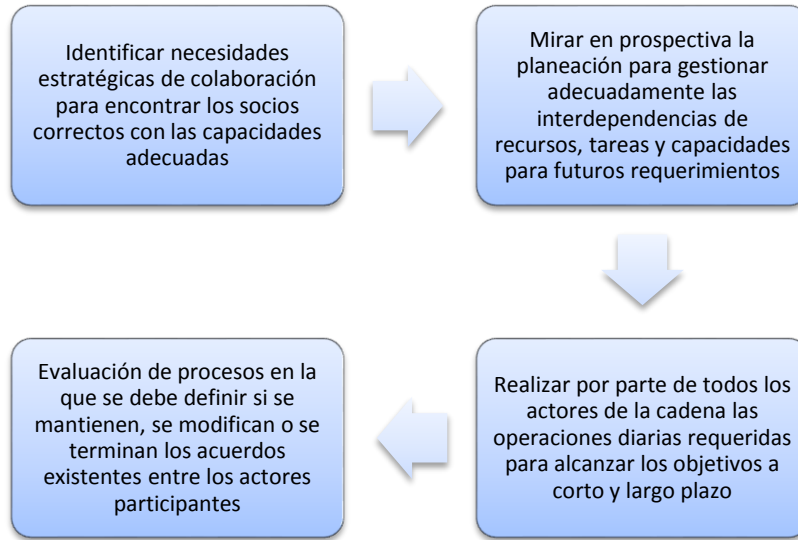 Identificar necesidades
estratégicas de colaboración
para encontrar los socios
correctos con las capacidades
adecuadas
Mirar en prospectiva la
planeación para gestionar
adecuadamente las
interdependencias de
recursos, tareas y capacidades
para futuros requerimientos
Realizar por parte de todos los
actores de la cadena las
operaciones diarias requeridas
para alcanzar los objetivos a
corto y largo plazo
Evaluación de procesos en la
que se debe definir si se
mantienen, se modifican o se
terminan los acuerdos
existentes entre los actores
participantes